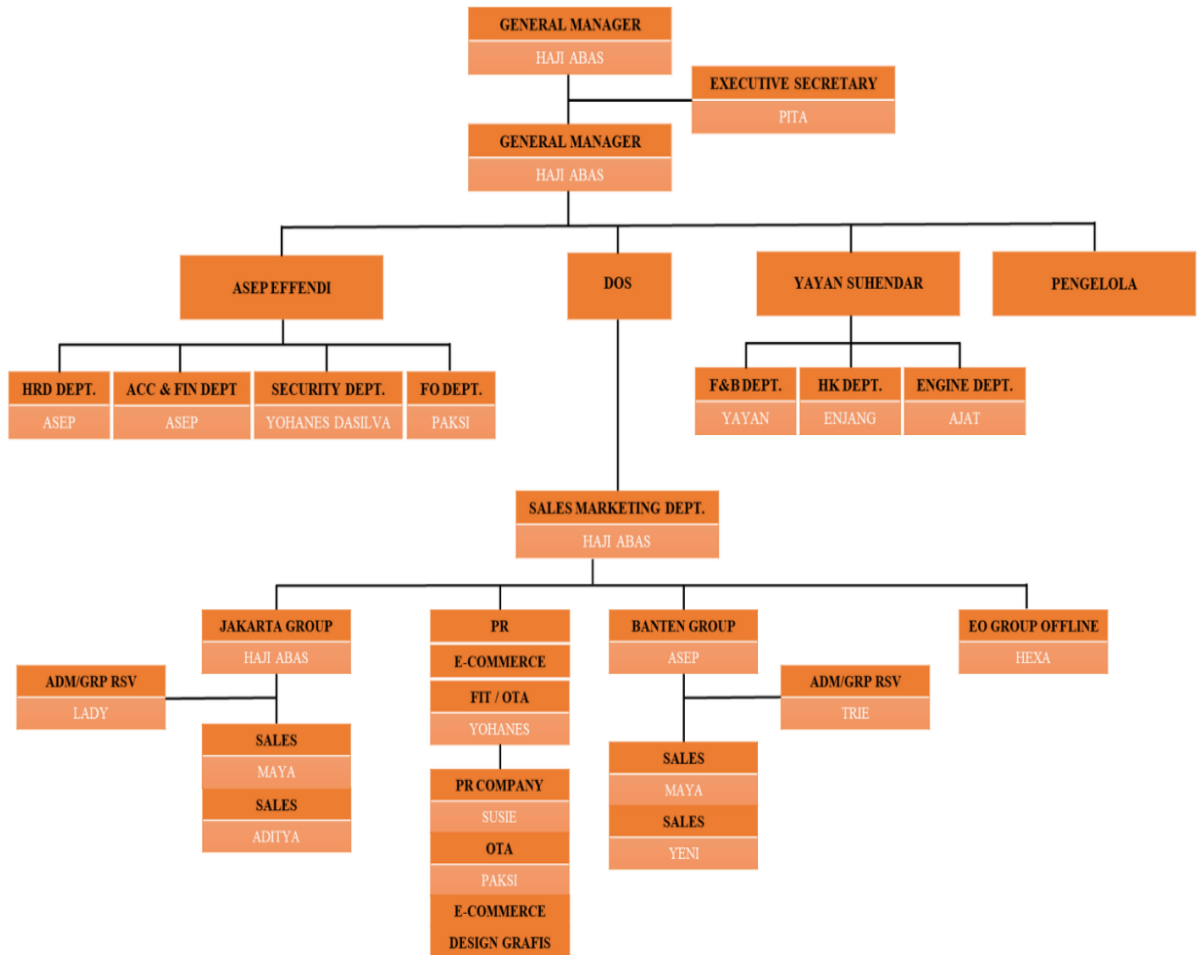 GENERAL MANAGER
HAJI ABAS
EXECUTIVE SECRETARY
PITA
GENERAL MANAGER
HAJI ABAS
ASEP EFFENDI
DOS
YAYAN SUHENDAR
PENGELOLA
HRD DEPT.
ASEP
ACC & FIN DEPT
ASEP
SECURITY DEPT.
YOHANES DASILVA
FO DEPT.
PAKSI
F&B DEPT.
YAYAN
HK DEPT.
ENJANG
ENGINE DEPT.
AJAT
SALES MARKETING DEPT.
HAJI ABAS
JAKARTA GROUP
HAJI ABAS
ADM/GRP RSV
LADY
SALES
MAYA
SALES
ADITYA
PR
E-COMMERCE
FIT / OTA
YOHANES
PR COMPANY
SUSIE
OTA
PAKSI
E-COMMERCE
DESIGN GRAFIS
BANTEN GROUP
ASEP
ADM/GRP RSV
TRIE
SALES
MAYA
SALES
YENI
EO GROUP OFFLINE
HEXA